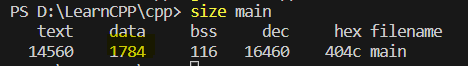 PS D:\LearnCPP\cpp> size main
text data bss dec hex filename
14560 1784 116 16460 404c main